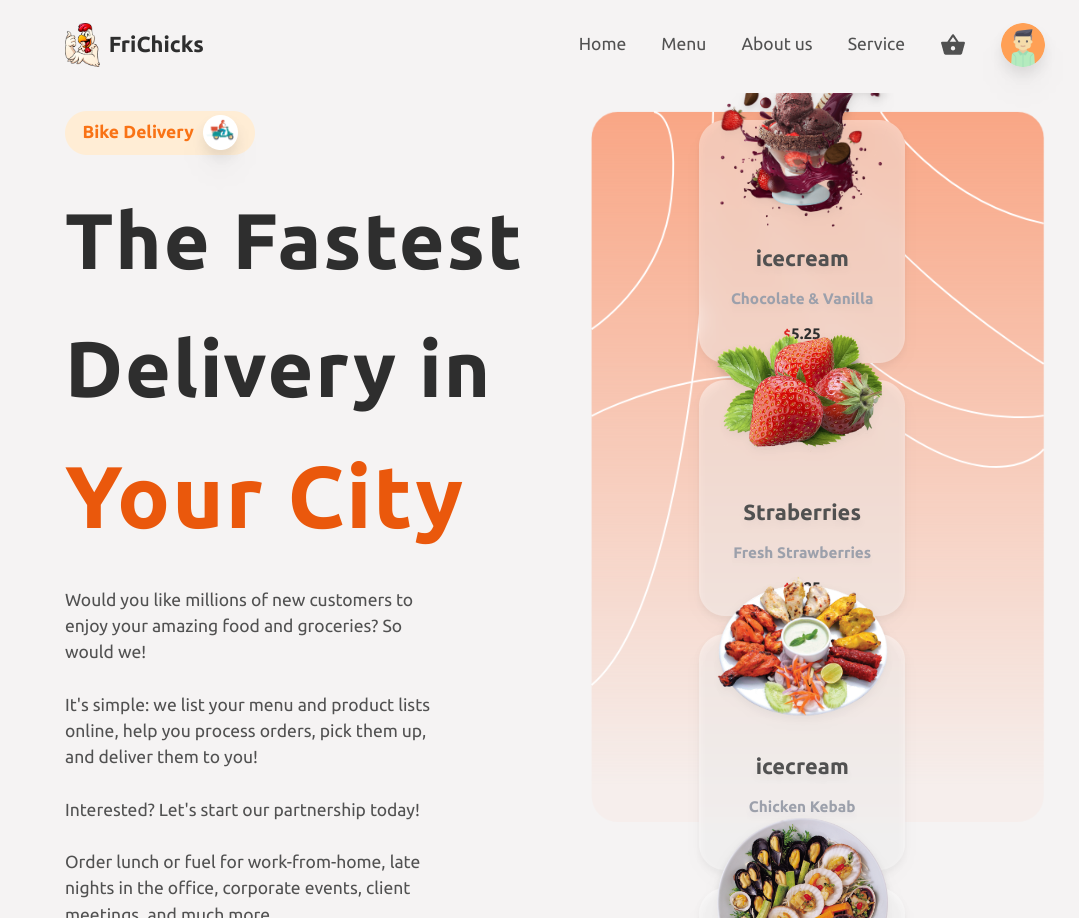 FriChicks
Home
Menu
About us
Service
Bike Delivery
The Fastest
Delivery in
Your City
Would you like millions of new customers to
enjoy your amazing food and groceries? So
would we!
It's simple: we list your menu and product lists
online, help you process orders, pick them up,
and deliver them to you!
Interested? Let's start our partnership today!
Order lunch or fuel for work-from-home, late
nights in the office, corporate events, client
meetings, and much more
icecream
Chocolate & Vanilla
$5.25
Straberries
Fresh Strawberries
icecream
Chicken Kebab